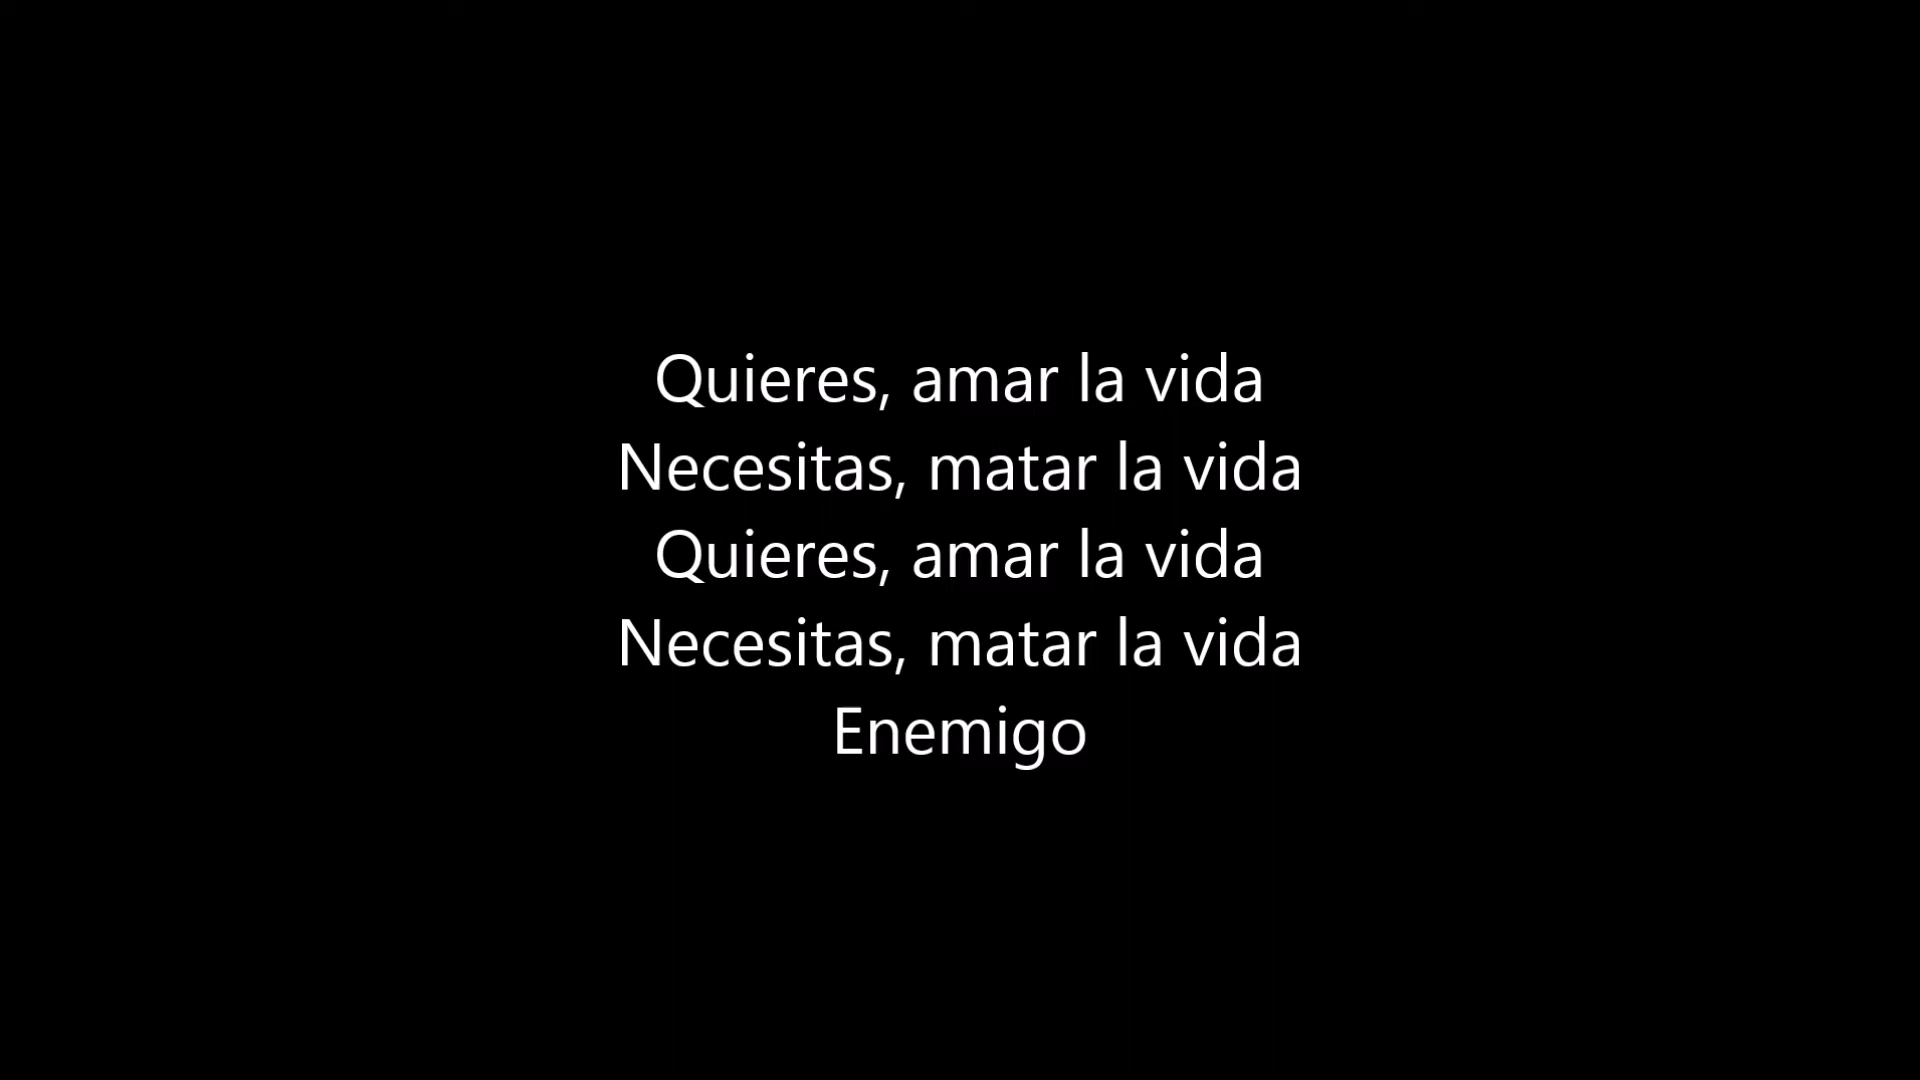 Quieres, amar la vida
Necesitas, matar la vida
Quieres, amar la vida
Necesitas, matar la vida
Enemigo